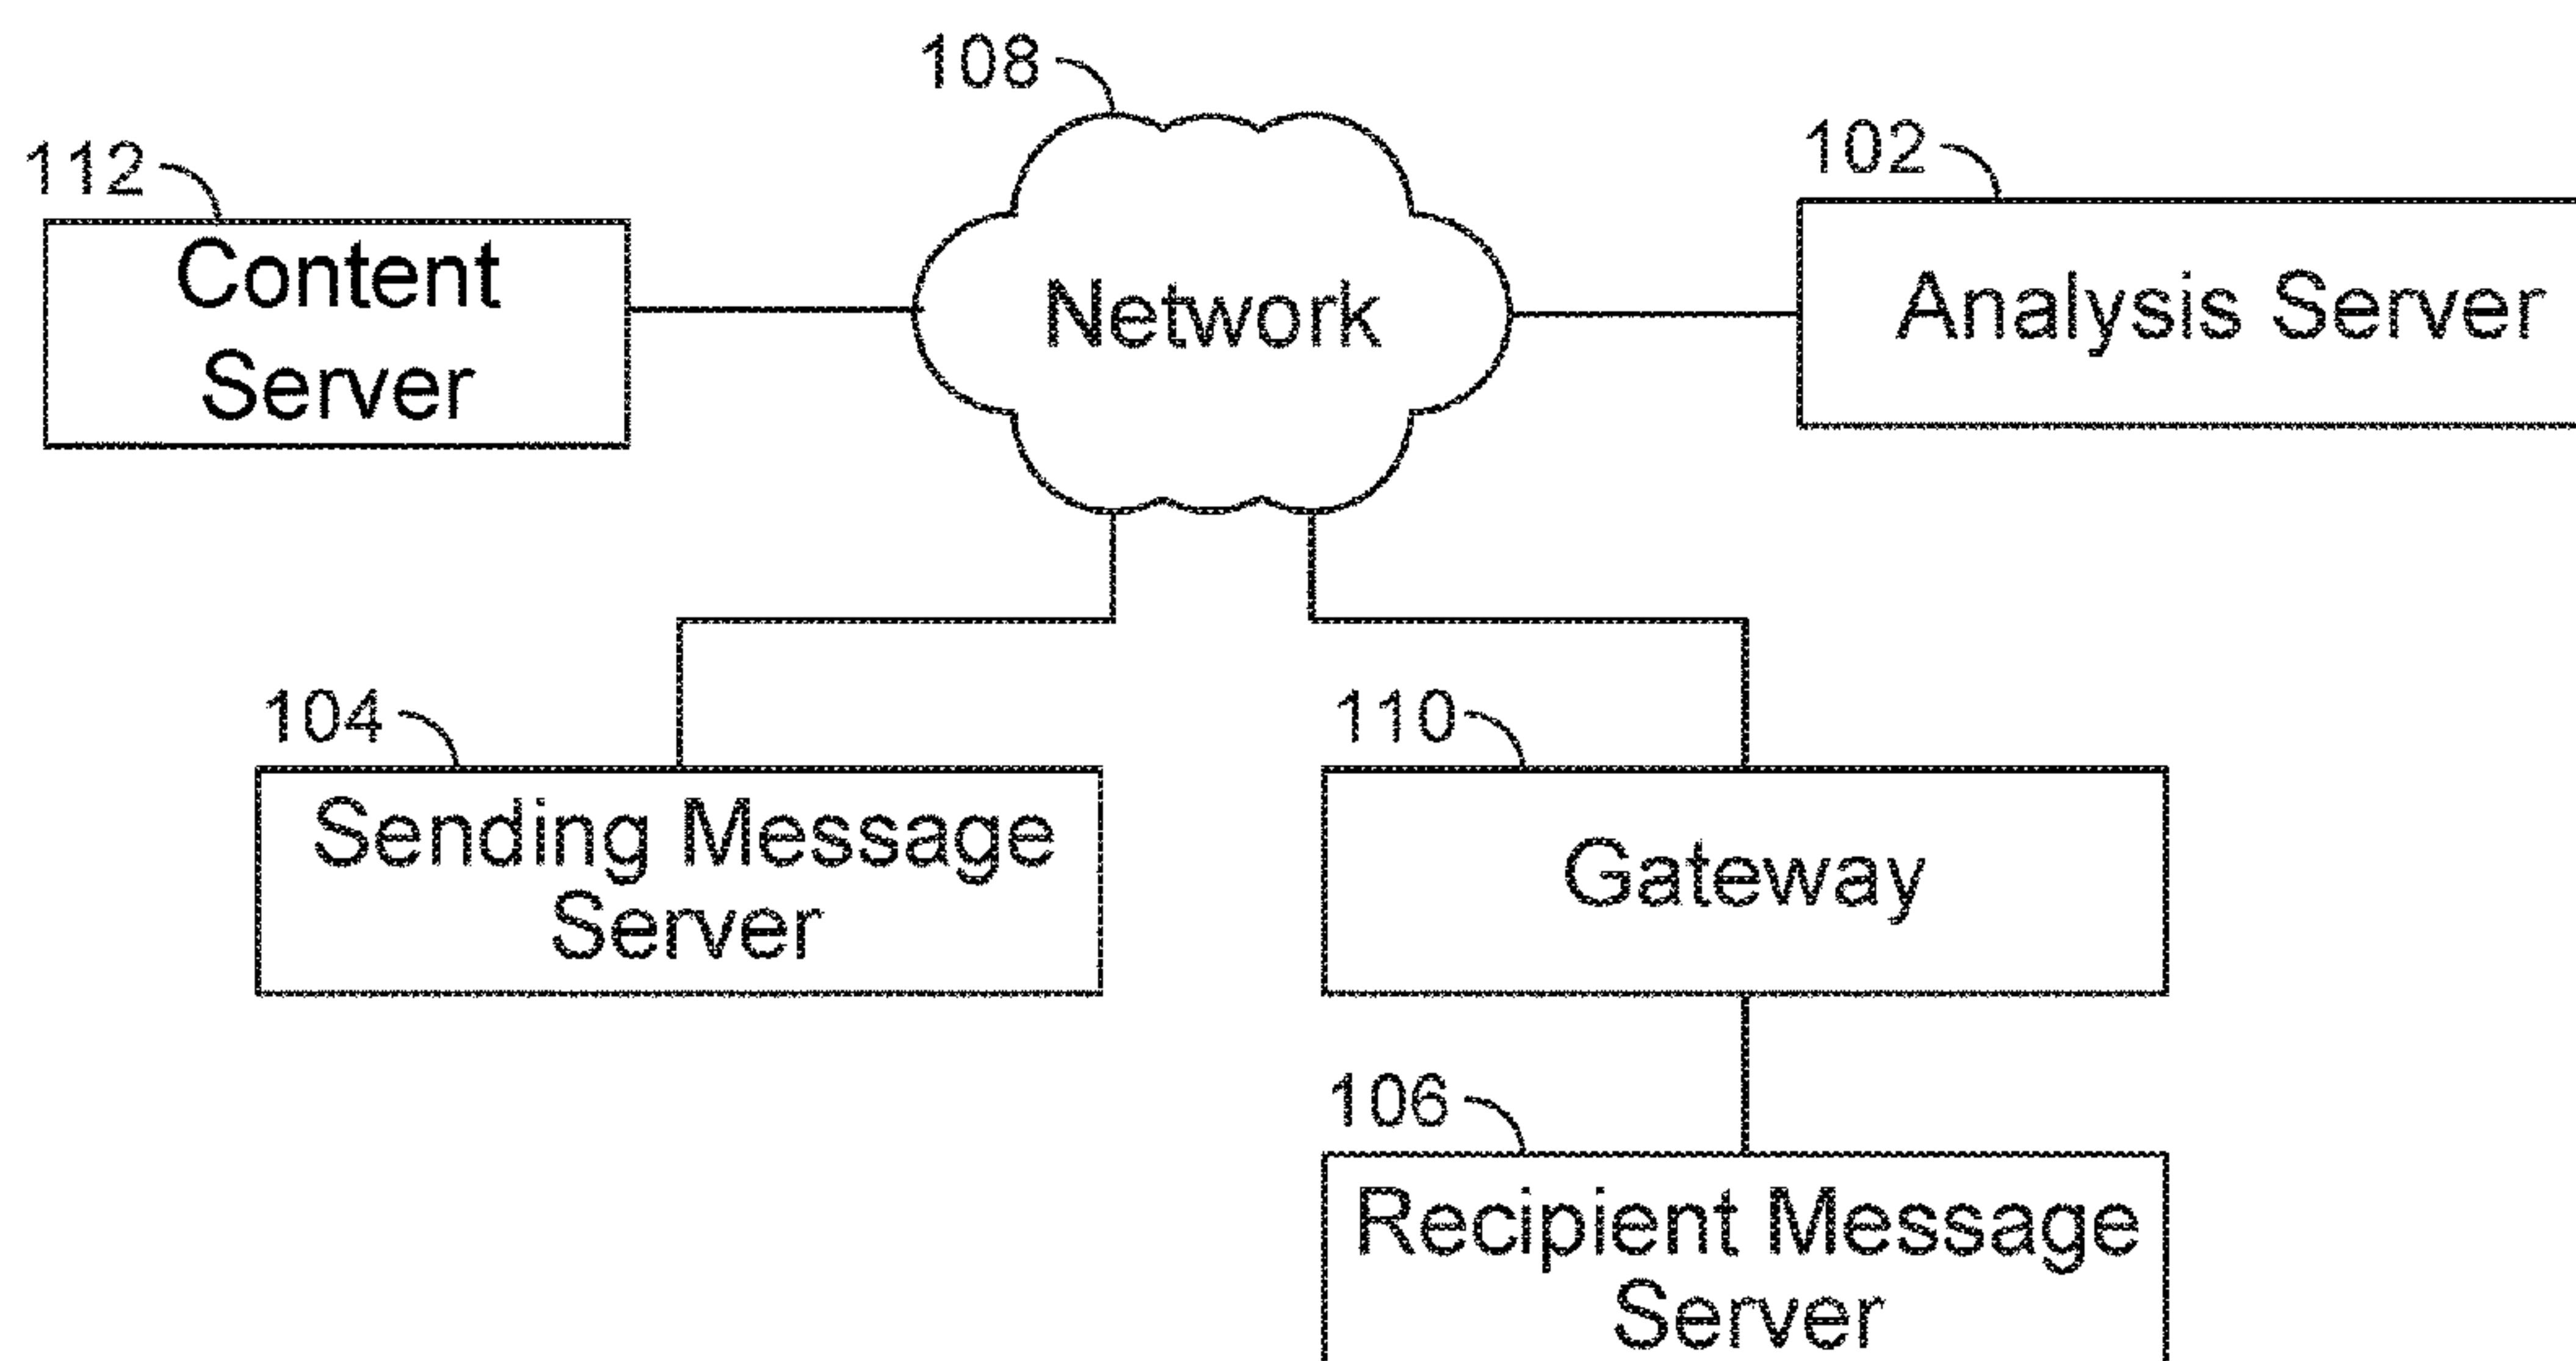 108
112
102
Content
Server
Network
Analysis Server
104
110
Sending Message
Server
Gateway
106
Recipient Message
Server